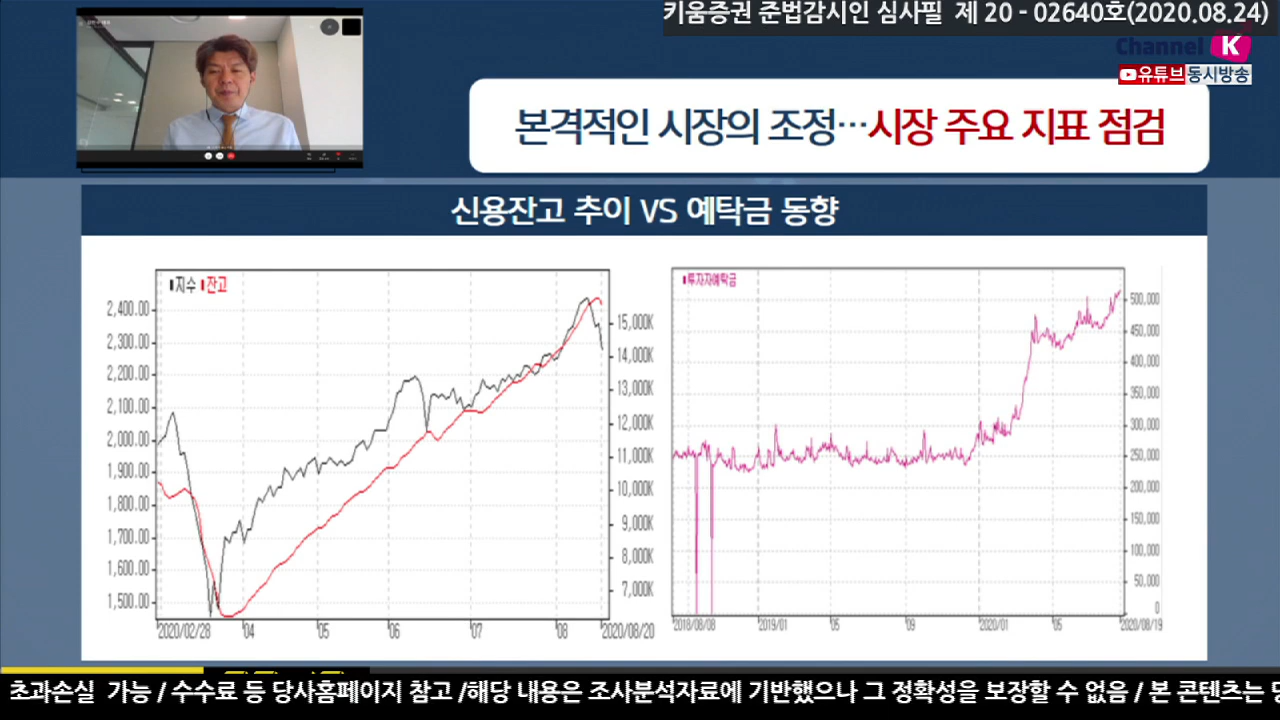 키움증권 준법감시인 심사필 제 20 - 02640호(2020.08.24)
Channel K
유튜브 동시방송
본격적인 시장의 조정…시장 주요 지표 점검
신용잔고 추이 VS 예탁금 동향
지수 잔고
2,400.00
2,300.00
2,200.00
2,100.00
2,000.00
1,900.00
1,800.00
1,700.00
1,600.00
1,500.00
15,000K
14,000K
13,000K
12,000K
11,000K
10,000K
9,000K
8,000K
7,000K
2020/02/28 04 05 06 07 08 2020/08/20
투자자예탁금
500,000
450,000
400,000
350,000
300,000
250,000
200,000
150,000
100,000
50,000
0
2018/08/08 2019/01 05 09 2020/01 05 2020/08/19
초과손실 가능 / 수수료 등 당사홈페이지 참고 /해당 내용은 조사분석자료에 기반했으나 그 정확성을 보장할 수 없음 / 본 콘텐츠는